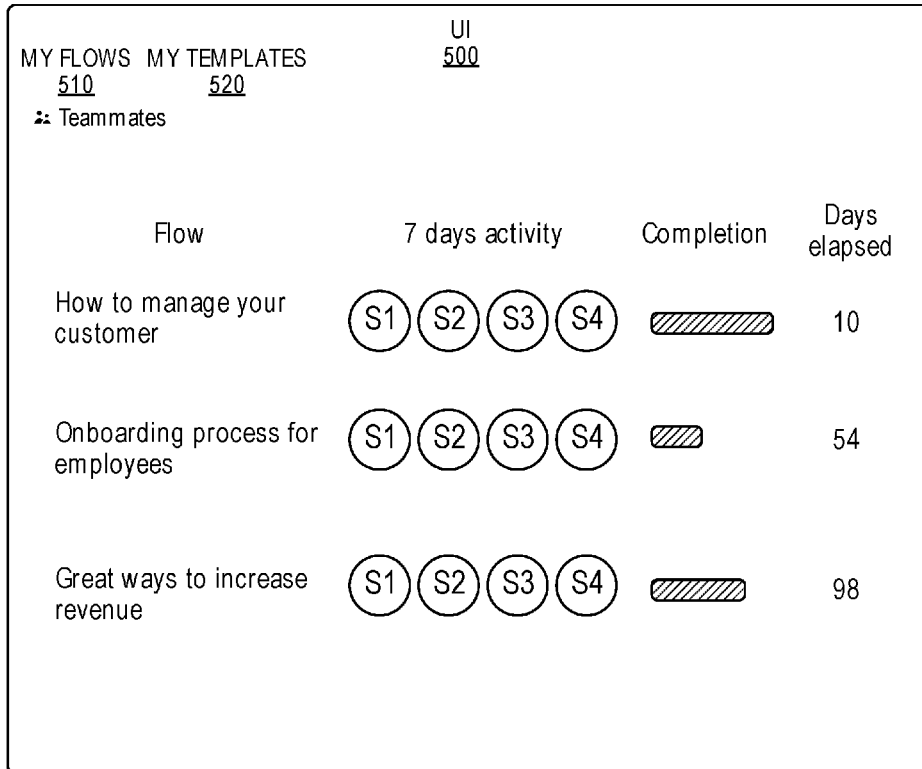 UI
500
MY FLOWS MY TEMPLATES
510 520
Teammates
Flow 7 days activity Completion Days elapsed
How to manage your
customer
S1 S2 S3 S4 10
Onboarding process for
employees
S1 S2 S3 S4 54
Great ways to increase
revenue
S1 S2 S3 S4 98